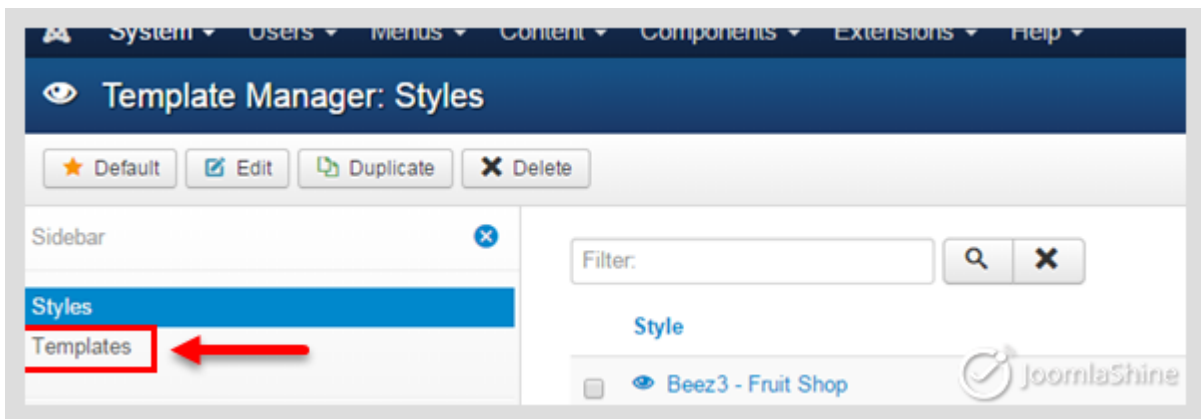 System Users Menus Content Components Extensions Help
Template Manager: Styles
Default Edit Duplicate Delete
Sidebar
Filter:
Styles
Style
Templates
Beez3 - Fruit Shop
JoomlaShine